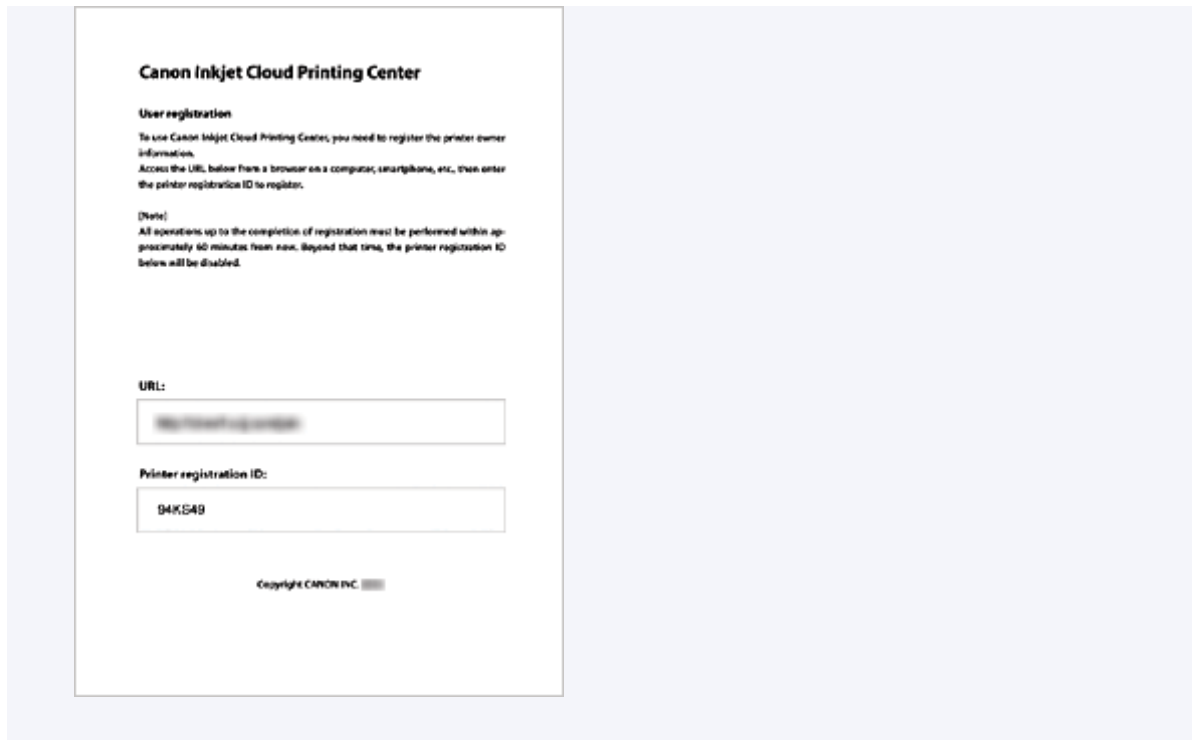 Canon Inkjet Cloud Printing Center
User registration
To use Canon Inkjet Cloud Printing Center, you need to register the printer owner
information.
Access the URL below from a browser on a computer, smartphone, etc., then enter
the printer registration ID to register.
[Note]
All operations up to the completion of registration must be performed within ap-
proximately 60 minutes from now. Beyond that time, the printer registration ID
below will be disabled.
URL:
Printer registration ID:
94KS49
Copyright CANON INC.